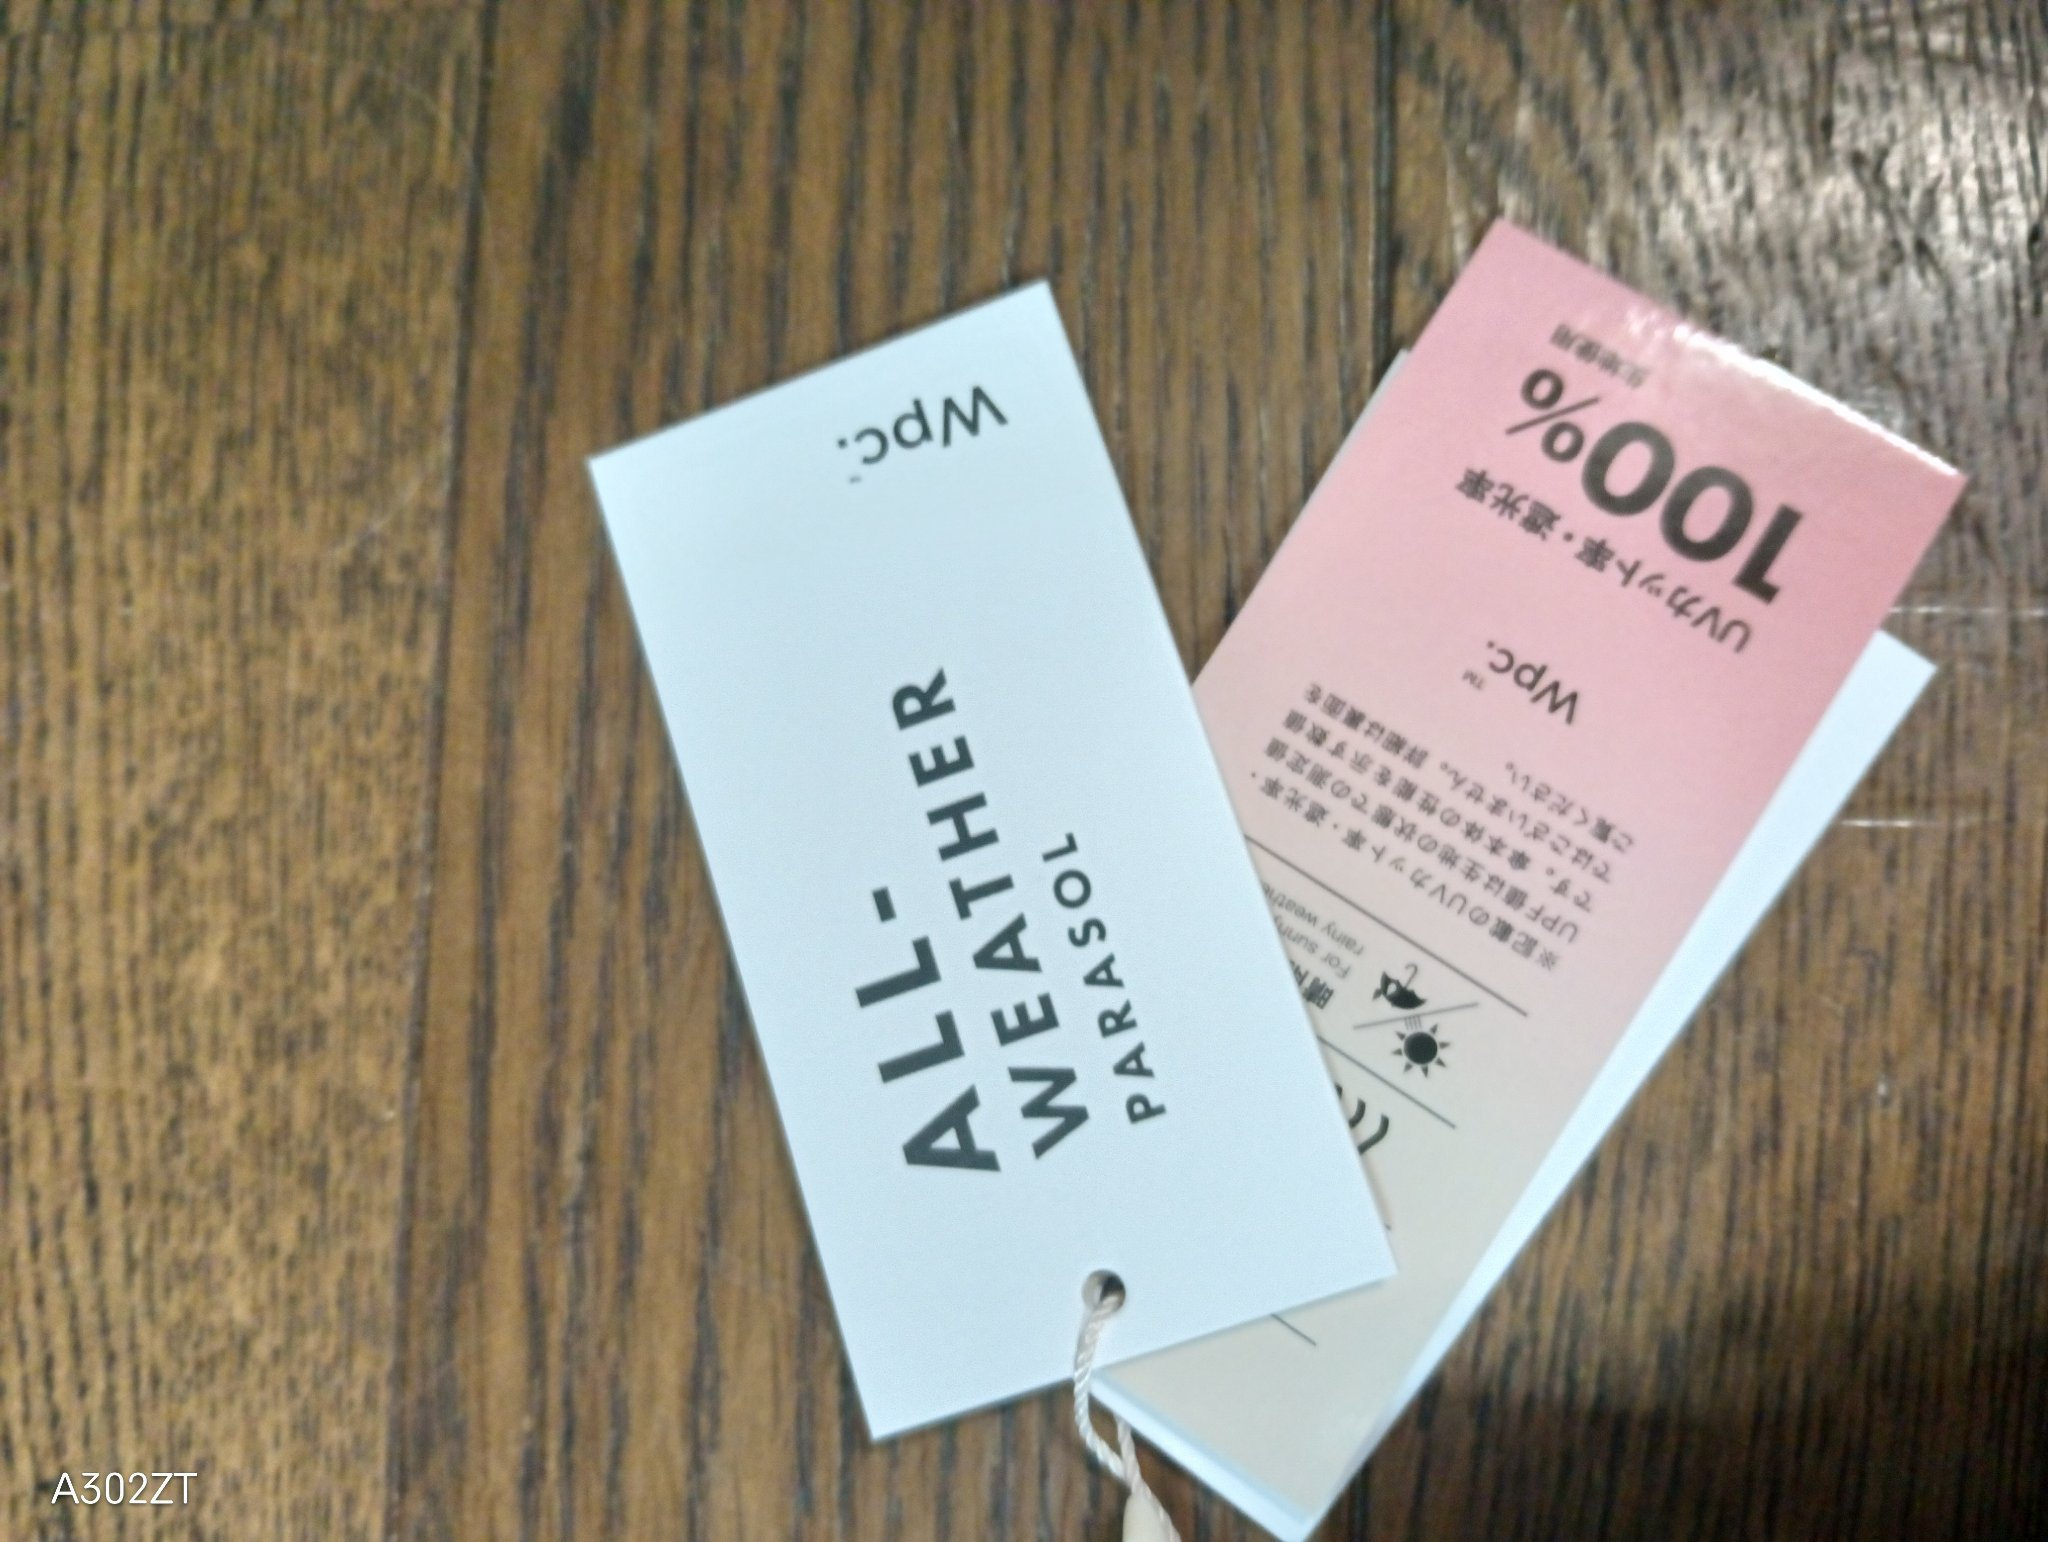 Wpc.
ALL-
WEATHER
PARASOL
UVカット率・遮光率
100%
生地使用
Wpc.™
※記載のUVカット率・遮光率・
UPF値は生地の状態での測定値
です。傘本体の性能を示す数値
ではございません。詳細は裏面を
ご覧ください。
晴
For sunny
rainy weathe
A302ZT